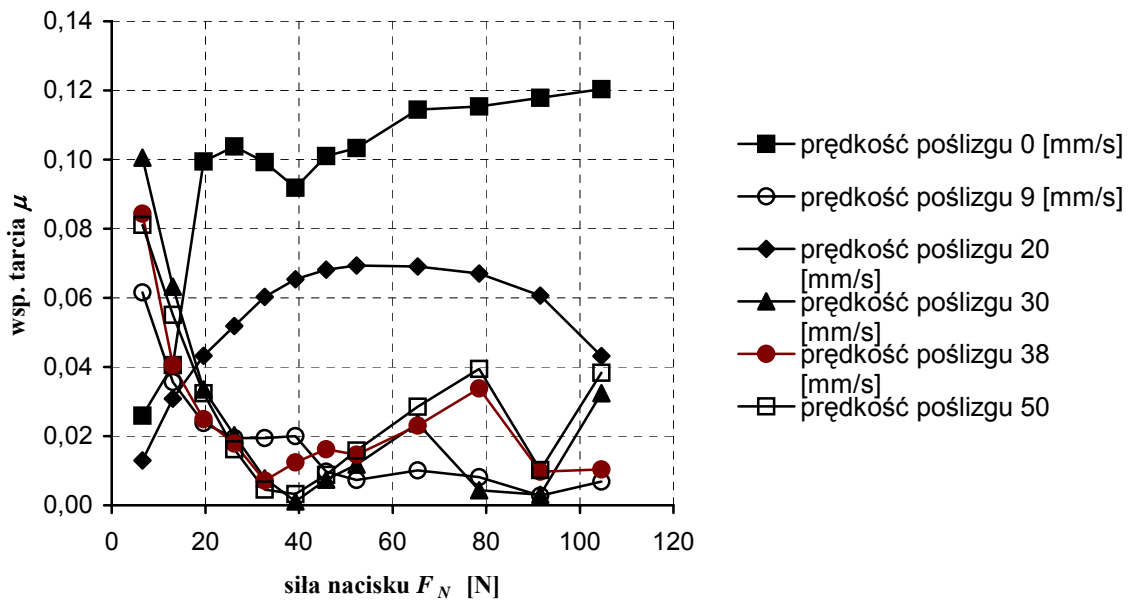 0,14
0,12
0,10
0,08
0,06
0,04
0,02
0,00
wsp. tarcia μ
0 20 40 60 80 100 120
siła nacisku F N [N]
prędkość poślizgu 0 [mm/s]
prędkość poślizgu 9 [mm/s]
prędkość poślizgu 20
[mm/s]
prędkość poślizgu 30
[mm/s]
prędkość poślizgu 38
[mm/s]
prędkość poślizgu 50